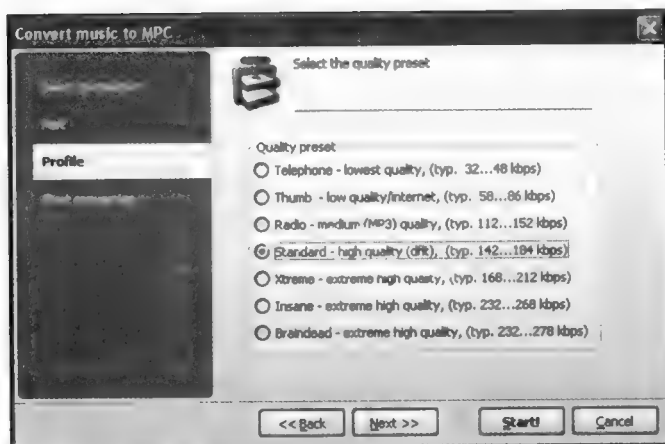 Convert music to MPC
Select the quality preset
Profile
Quality preset
Telephone - lowest quality, (typ. 32...48 kbps)
Thumb - low quality/internet, (typ. 58...86 kbps)
Radio - medium (MP3) quality, (typ. 112...152 kbps)
Standard - high quality (dflt), (typ. 142...184 kbps)
Xtreme - extreme high quality, (typ. 168...212 kbps)
Insane - extreme high quality, (typ. 232...268 kbps)
Braindead - extreme high quality, (typ. 232...278 kbps)
<< Back
Next >>
Start!
Cancel